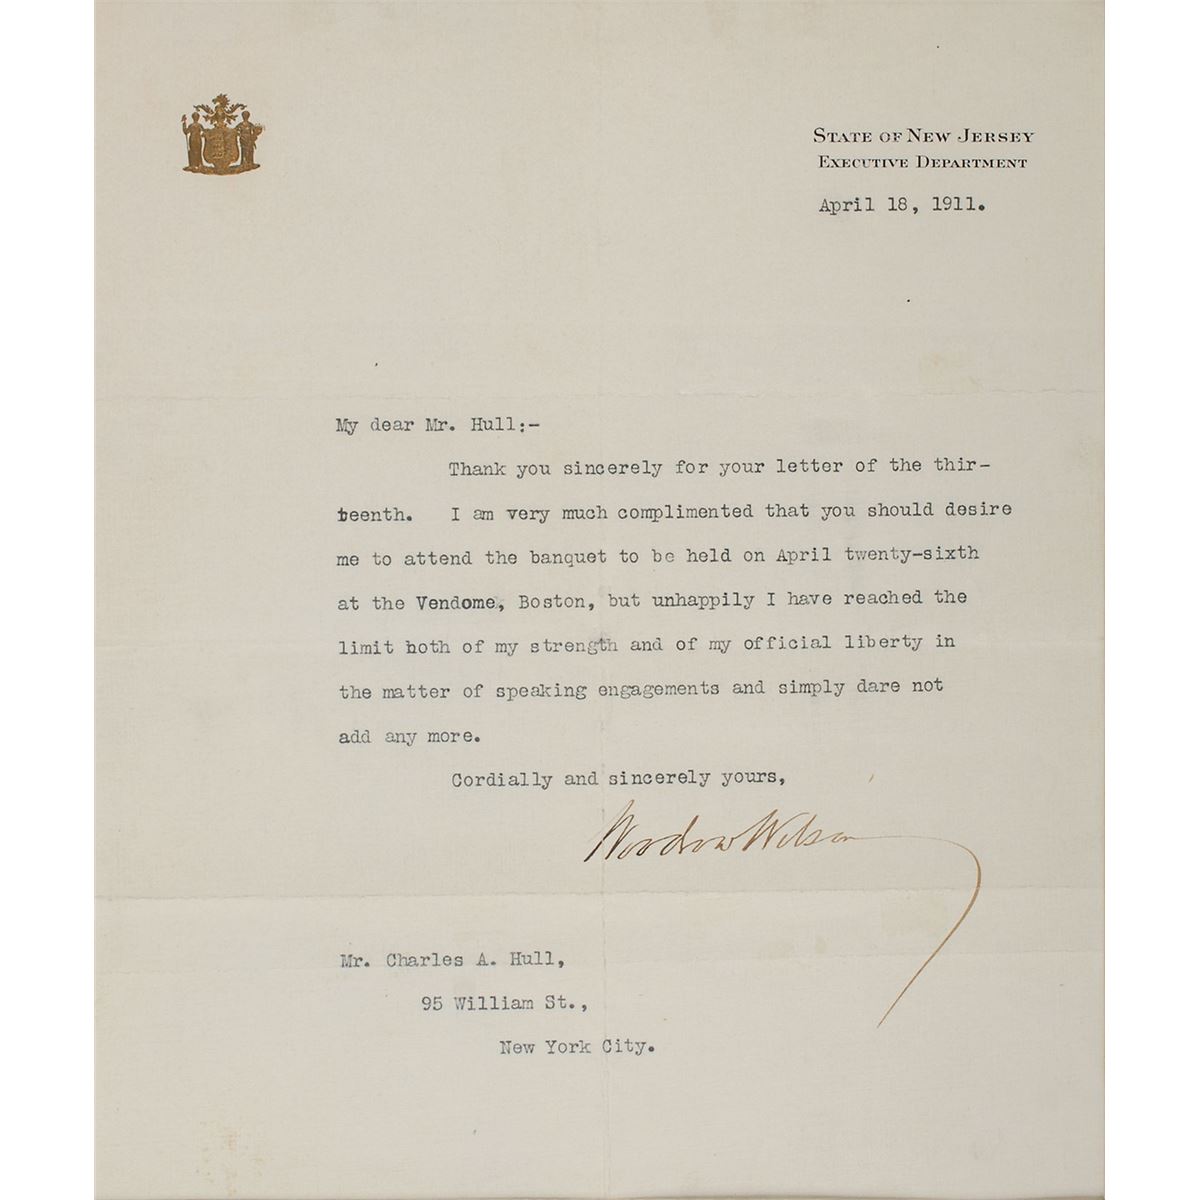 STATE OF NEW JERSEY
EXECUTIVE DEPARTMENT
April 18, 1911.
My dear Mr. Hull:-
Thank you sincerely for your letter of the thir-
teenth. I am very much complimented that you should desire
me to attend the banquet to be held on April twenty-sixth
at the Vendome, Boston, but unhappily I have reached the
limit both of my strength and of my official liberty in
the matter of speaking engagements and simply dare not
add any more.
Cordially and sincerely yours,
Woodrow Wilson
Mr. Charles A. Hull,
95 William St.,
New York City.